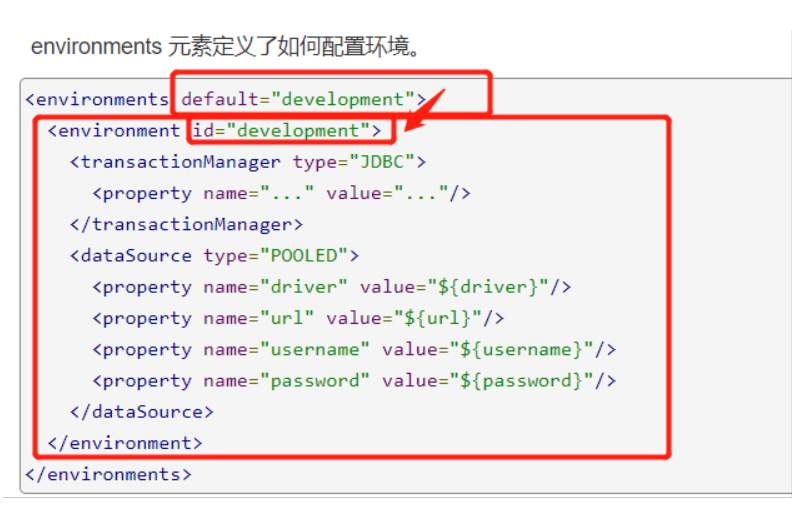 environments 元素定义了如何配置环境。
<environments default="development">
<environment id="development">
<transactionManager type="JDBC">
<property name="..." value="..."/>
</transactionManager>
<dataSource type="POOLED">
<property name="driver" value="${driver}"/>
<property name="url" value="${url}"/>
<property name="username" value="${username}"/>
<property name="password" value="${password}"/>
</dataSource>
</environment>
</environments>